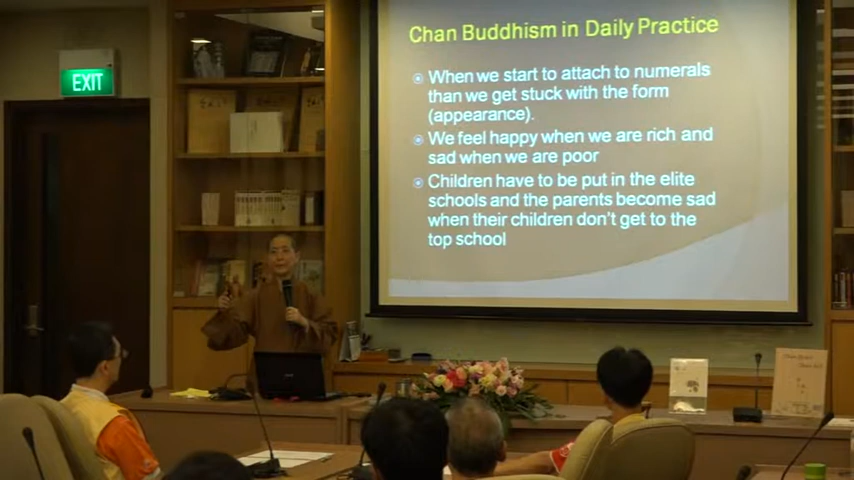 EXIT
Chan Buddhism in Daily Practice
When we start to attach to numerals
than we get stuck with the form
(appearance).
We feel happy when we are rich and
sad when we are poor
Children have to be put in the elite
schools and the parents become sad
when their children don't get to the
top school